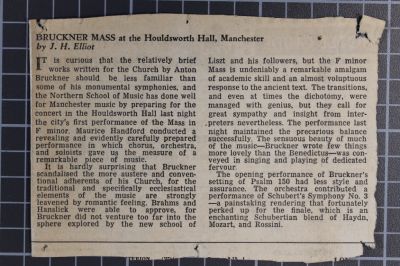 BRUCKNER MASS at the Houldsworth Hall, Manchester
by J. H. Elliot
IT is curious that the relatively brief
works written for the Church by Anton
Bruckner should be less familiar than
some of his monumental symphonies, and
the Northern School of Music has done well
for Manchester music by preparing for the
concert in the Houldsworth Hall last night
the city's first performance of the Mass in
F minor. Maurice Handford conducted a
revealing and evidently carefully prepared
performance in which chorus, orchestra,
and soloists gave us the measure of a
remarkable piece of music.
It is hardly surprising that Bruckner
scandalised the more austere and conven-
tional adherents of his Church, for the
traditional and specifically ecclesiastical
elements of the music are strongly
leavened by romantic feeling. Brahms and
Hanslick were able to approve, for
Bruckner did not venture too far into the
sphere explored by the new school of
Liszt and his followers, but the F minor
Mass is undeniably a remarkable amalgam
of academic skill and an almost voluptuous
response to the ancient text. The transitions,
and even at times the dichotomy, were
managed with genius, but they call for
great sympathy and insight from inter-
preters nevertheless. The performance last
night maintained the precarious balance
successfully. The sensuous beauty of much
of the music—Bruckner wrote few things
more lovely than the Benedictus—was con-
veyed in singing and playing of dedicated
fervour.
The opening performance of Bruckner's
setting of Psalm 150 had less style and
assurance. The orchestra contributed a
performance of Schubert's Symphony No. 3
—a painstaking rendering that fortunately
perked up for the finale, which is an
enchanting Schubertian blend of Haydn,
Mozart, and Rossini.